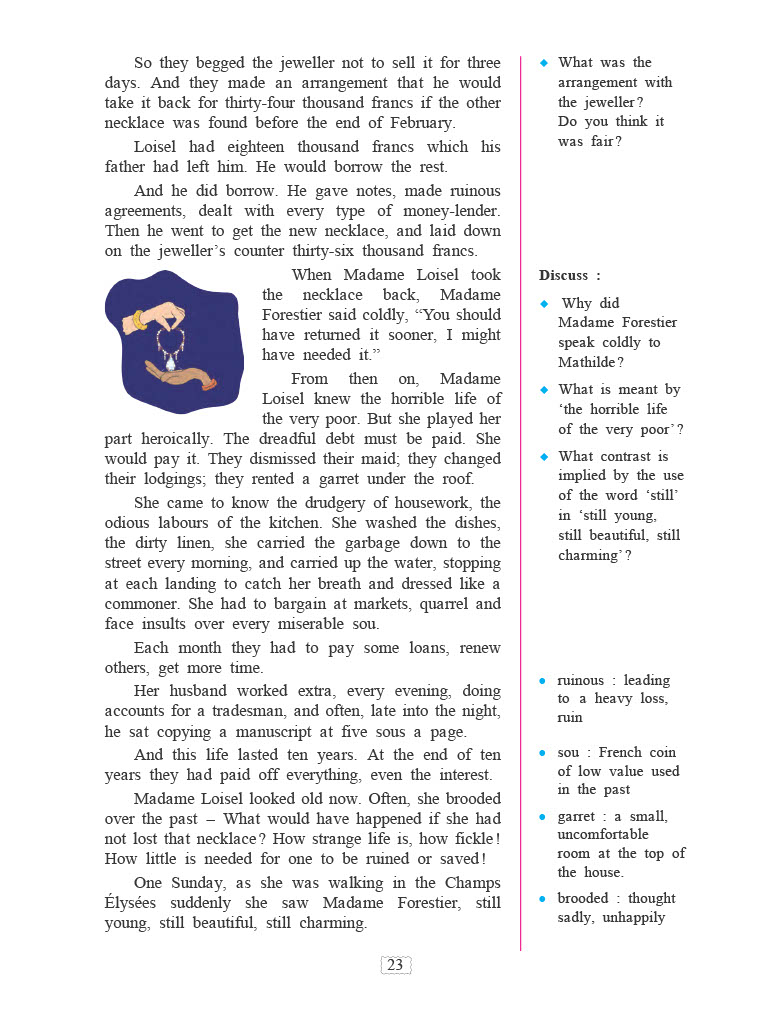 So they begged the jeweller not to sell it for three
days. And they made an arrangement that he would
take it back for thirty-four thousand francs if the other
necklace was found before the end of February.
Loisel had eighteen thousand francs which his
father had left him. He would borrow the rest.
And he did borrow. He gave notes, made ruinous
agreements, dealt with every type of money-lender.
Then he went to get the new necklace, and laid down
on the jeweller’s counter thirty-six thousand francs.
When Madame Loisel took
the necklace back, Madame
Forestier said coldly, “You should
have returned it sooner, I might
have needed it.”
From then on, Madame
Loisel knew the horrible life of
the very poor. But she played her
part heroically. The dreadful debt must be paid. She
would pay it. They dismissed their maid; they changed
their lodgings; they rented a garret under the roof.
She came to know the drudgery of housework, the
odious labours of the kitchen. She washed the dishes,
the dirty linen, she carried the garbage down to the
street every morning, and carried up the water, stopping
at each landing to catch her breath and dressed like a
commoner. She had to bargain at markets, quarrel and
face insults over every miserable sou.
Each month they had to pay some loans, renew
others, get more time.
Her husband worked extra, every evening, doing
accounts for a tradesman, and often, late into the night,
he sat copying a manuscript at five sous a page.
And this life lasted ten years. At the end of ten
years they had paid off everything, even the interest.
Madame Loisel looked old now. Often, she brooded
over the past – What would have happened if she had
not lost that necklace? How strange life is, how fickle!
How little is needed for one to be ruined or saved!
One Sunday, as she was walking in the Champs
Élysées suddenly she saw Madame Forestier, still
young, still beautiful, still charming.
◆ What was the
arrangement with
the jeweller?
Do you think it
was fair?
Discuss :
◆ Why did
Madame Forestier
speak coldly to
Mathilde?
◆ What is meant by
‘the horrible life
of the very poor’?
◆ What contrast is
implied by the use
of the word ‘still’
in ‘still young,
still beautiful, still
charming’?
● ruinous : leading
to a heavy loss,
ruin
● sou : French coin
of low value used
in the past
● garret : a small,
uncomfortable
room at the top of
the house.
● brooded : thought
sadly, unhappily
23